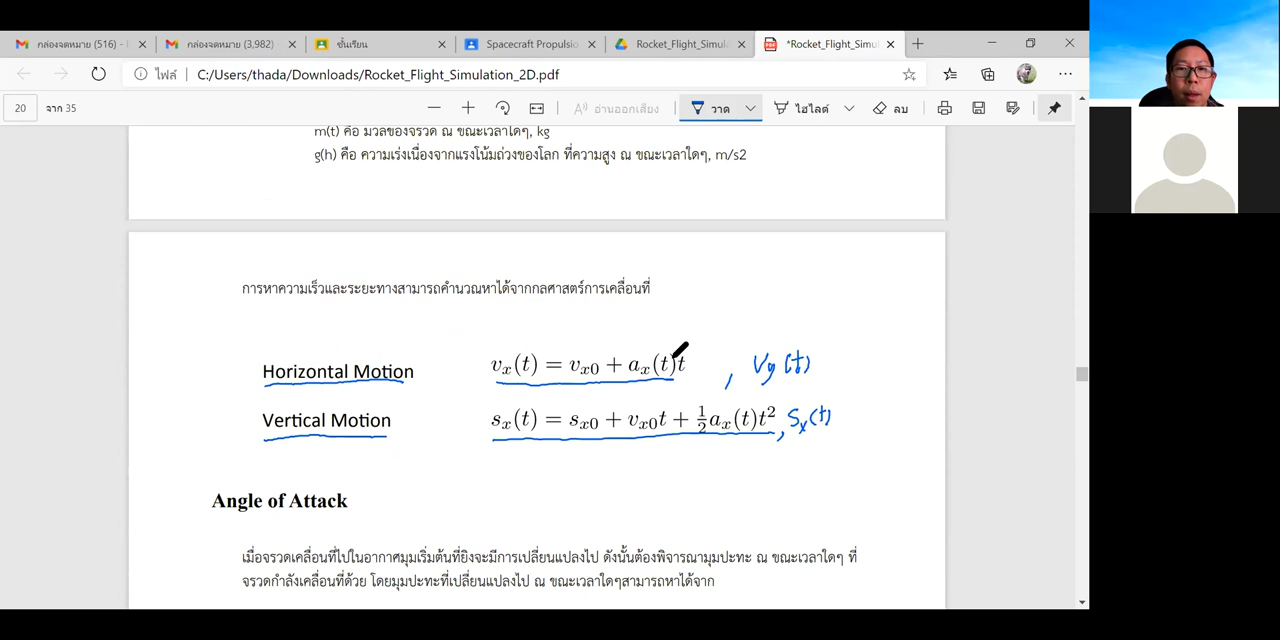 กล่องจดหมาย (516) -
กล่องจดหมาย (3,982)
ชั้นเรียน
Spacecraft Propulsio
Rocket_Flight_Simula
*Rocket_Flight_Simu
ไฟล์ C:/Users/thada/Downloads/Rocket_Flight_Simulation_2D.pdf
20 จาก 35
อ่านออกเสียง วาด ไฮไลต์ ลบ
m(t) คือ มวลของจรวด ณ ขณะเวลาใดๆ, kg
g(h) คือ ความเร่งเนื่องจากแรงโน้มถ่วงของโลก ที่ความสูง ณ ขณะเวลาใดๆ, m/s2
การหาความเร็วและระยะทางสามารถคำนวณหาได้จากกลศาสตร์การเคลื่อนที่
Horizontal Motion vₓ(t) = vₓ₀ + aₓ(t)t , Vy (t)
Vertical Motion sₓ(t) = sₓ₀ + vₓ₀t + ½aₓ(t)t² , Sₓ(t)
Angle of Attack
เมื่อจรวดเคลื่อนที่ไปในอากาศมุมเริ่มต้นที่ยิงจะมีการเปลี่ยนแปลงไป ดังนั้นต้องพิจารณามุมปะทะ ณ ขณะเวลาใดๆ ที่
จรวดกำลังเคลื่อนที่ด้วย โดยมุมปะทะที่เปลี่ยนแปลงไป ณ ขณะเวลาใดๆสามารถหาได้จาก